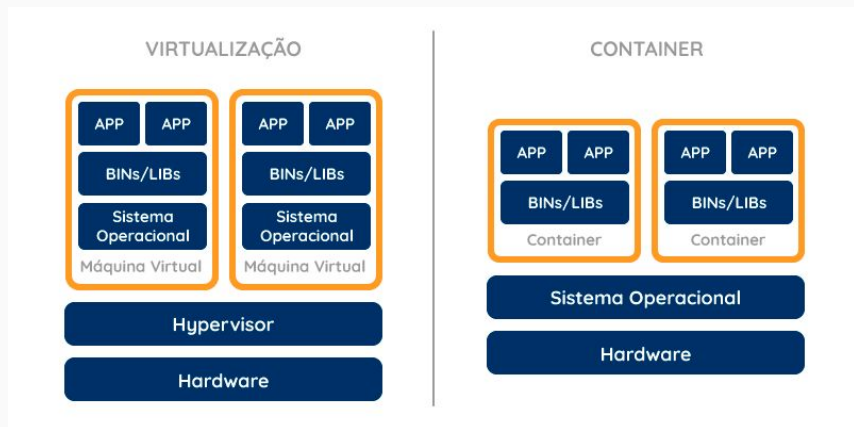 VIRTUALIZAÇÃO
APP APP
BINs/LIBs
Sistema
Operacional
Máquina Virtual
APP APP
BINs/LIBs
Sistema
Operacional
Máquina Virtual
Hypervisor
Hardware
CONTAINER
APP APP
BINs/LIBs
Container
APP APP
BINs/LIBs
Container
Sistema Operacional
Hardware